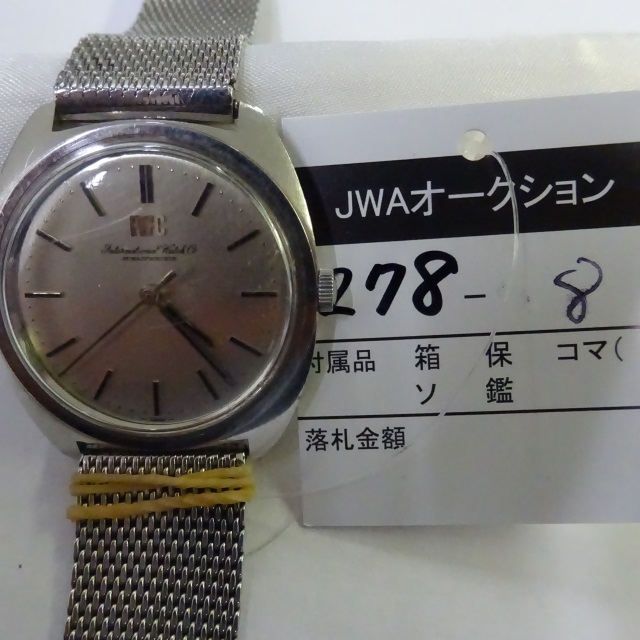 IWC
International Watch Co
JWAオークション
278- 8
付属品 箱 保 コマ(
ソ 鑑
落札金額